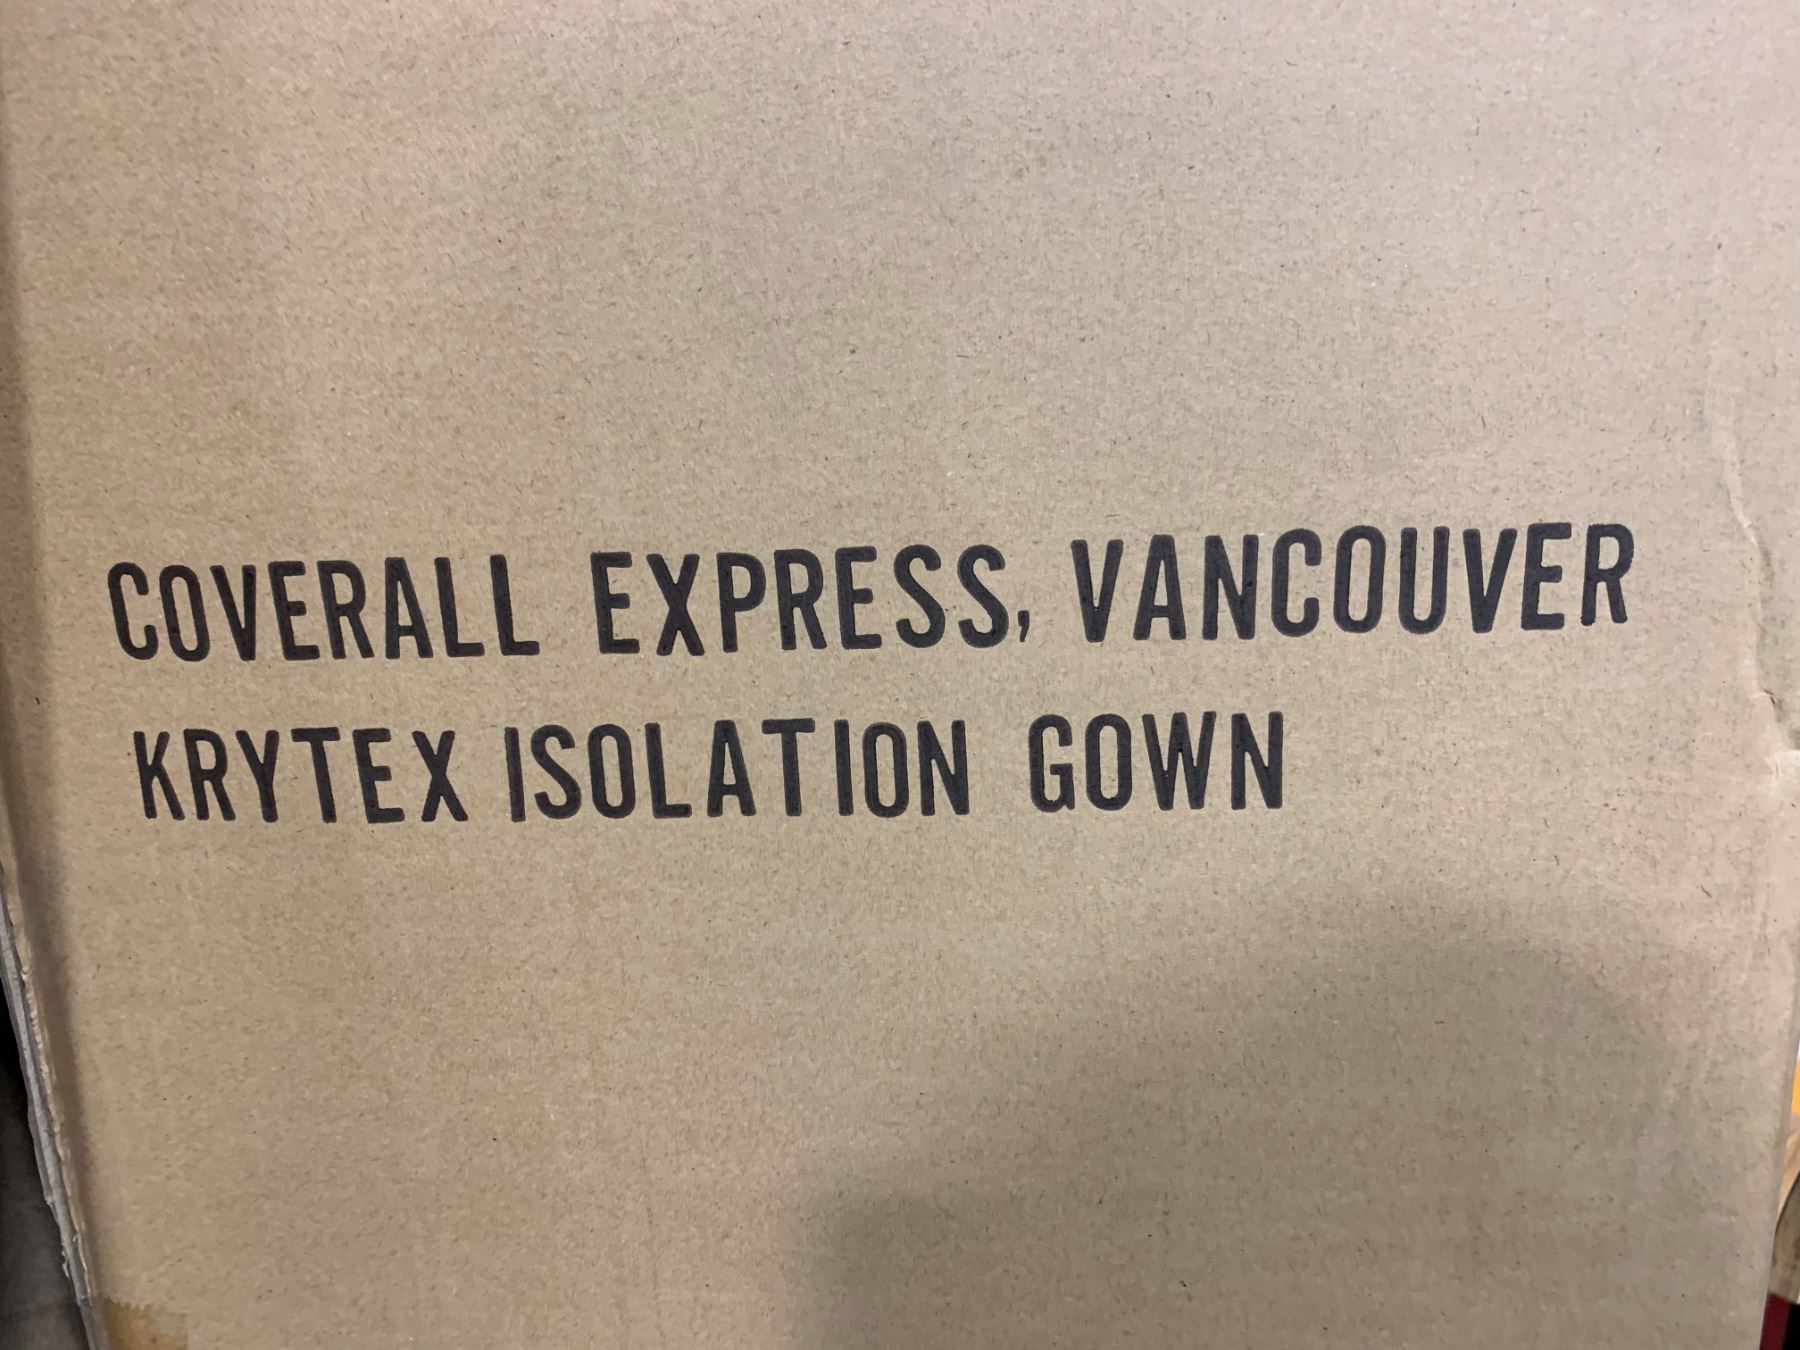 COVERALL EXPRESS, VANCOUVER
KRYTEX ISOLATION GOWN